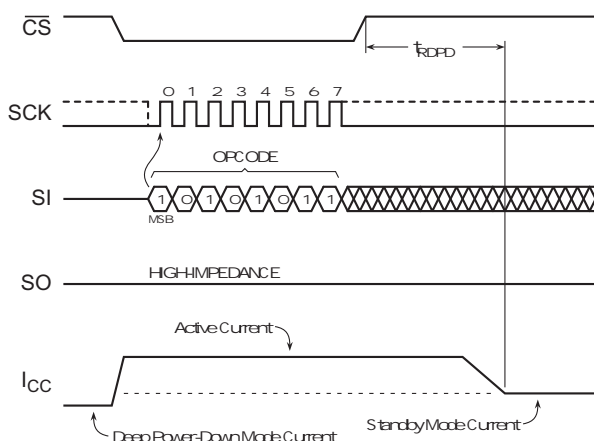 CS
tRDPD
0 1 2 3 4 5 6 7
SCK
OPCODE
SI
1 0 1 0 1 0 1 1
MSB
HIGH-IMPEDANCE
SO
Active Current
ICC
Standby Mode Current
Deep Power-Down Mode Current